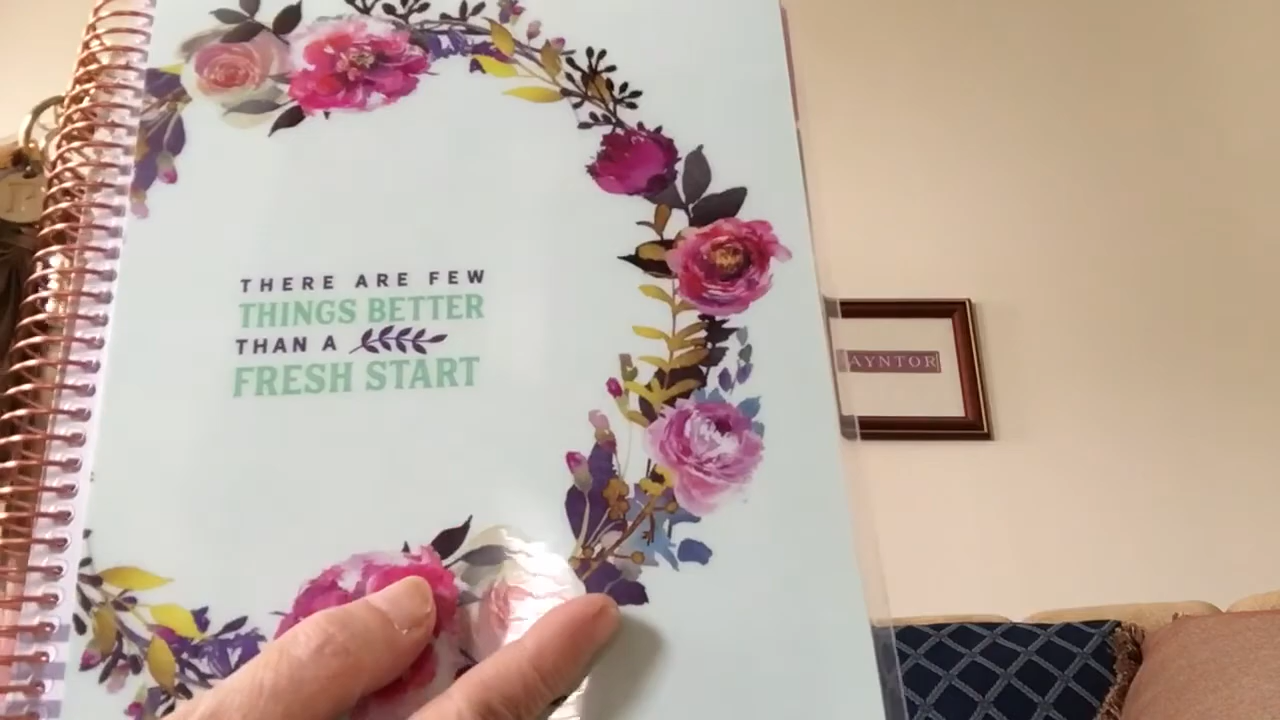 THERE ARE FEW
THINGS BETTER
THAN A
FRESH START
AYNTOR